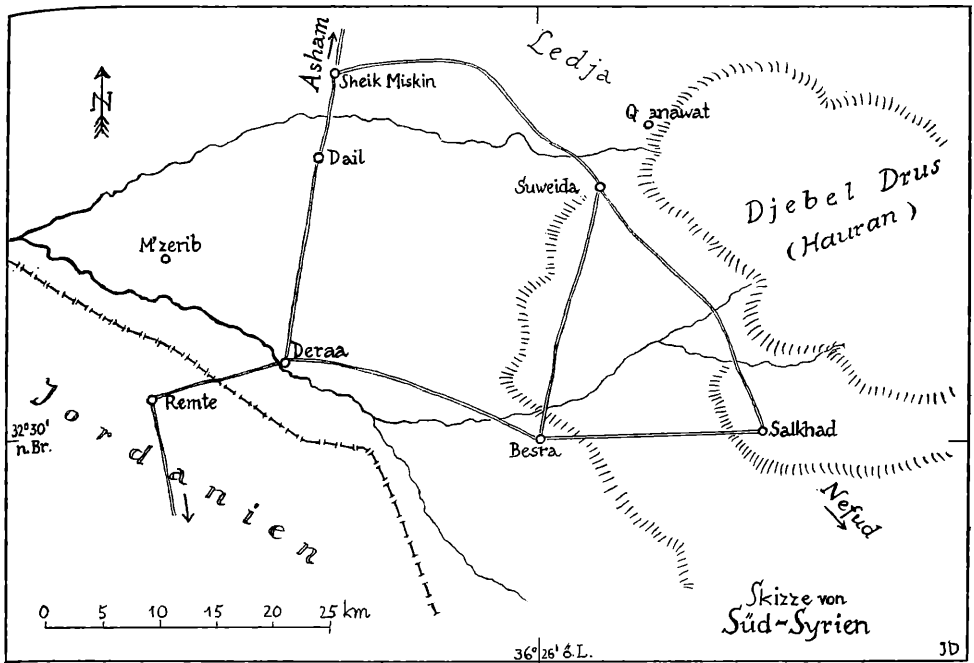 Asham
Ledja
Sheik Miskin
Qanawat
Dail
Suweida
Djebel Drus
(Hauran)
M'zerib
N
Deraa
Remte
Jordanien
32°30'
n.Br.
Besra
Salkhad
Nefud
Skizze von
Süd-Syrien
0 5 10 15 20 25 km
36°26' ö.L.
JD